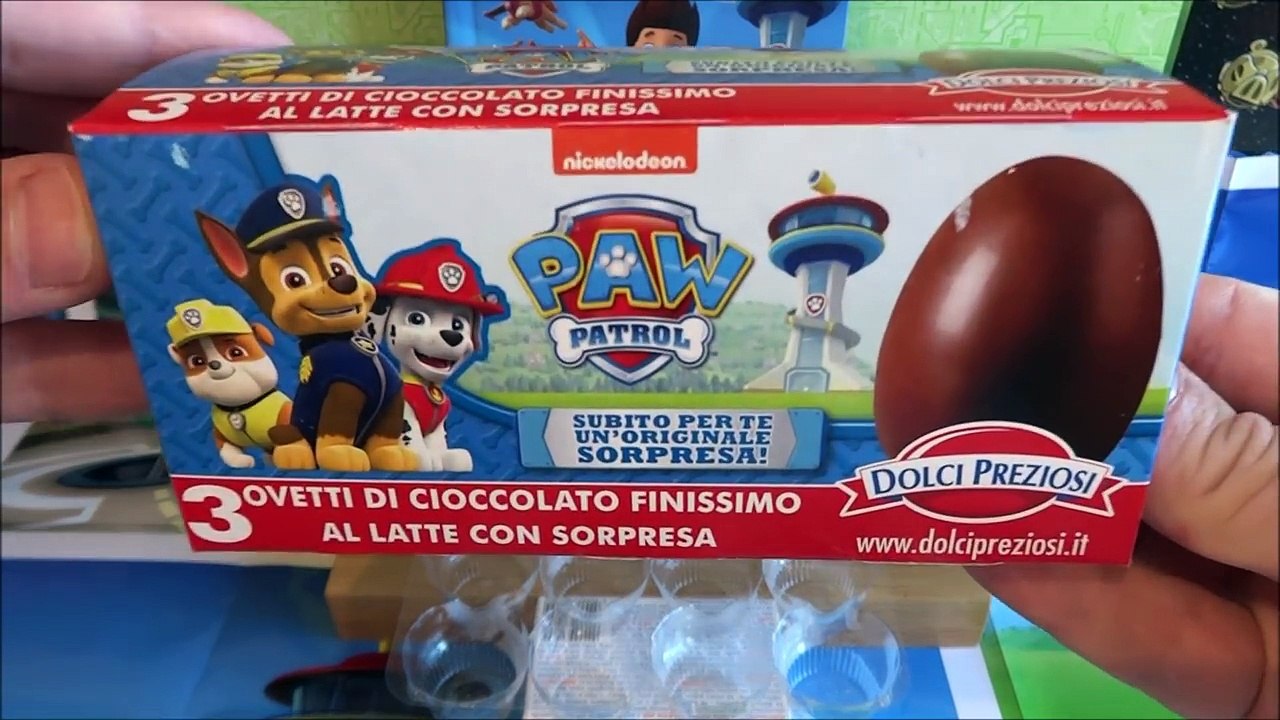 3 OVETTI DI CIOCCOLATO FINISSIMO
AL LATTE CON SORPRESA
www.dolcipreziosi.it
nickelodeon
PAW
PATROL
SUBITO PER TE
UN'ORIGINALE
SORPRESA!
DOLCI PREZIOSI
3 OVETTI DI CIOCCOLATO FINISSIMO
AL LATTE CON SORPRESA
www.dolcipreziosi.it